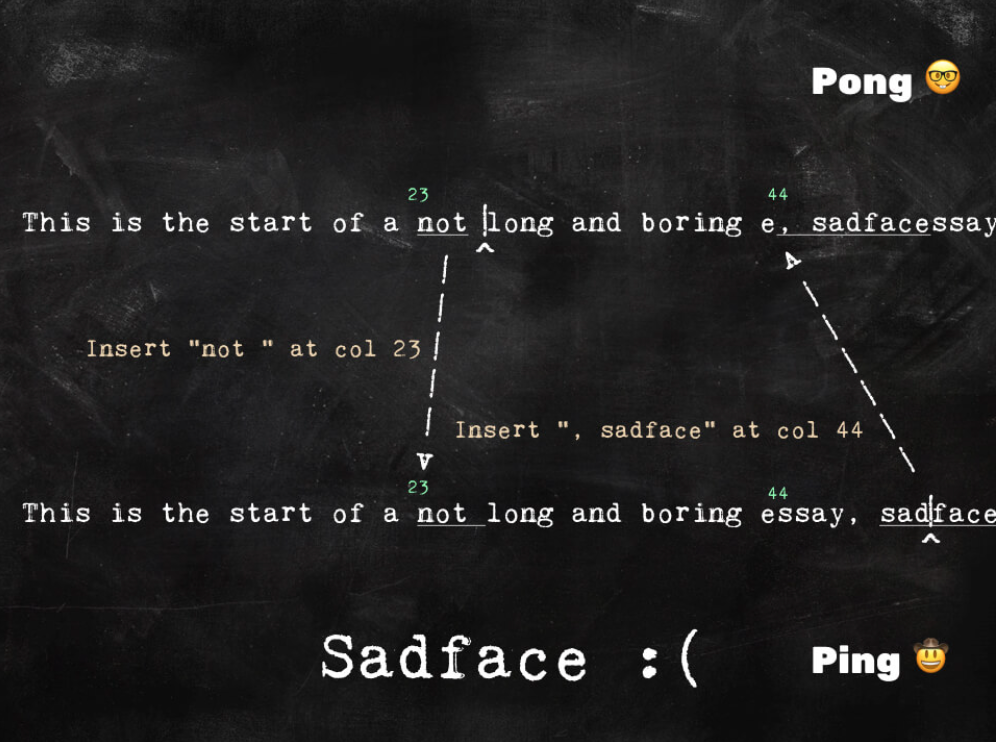 Pong 🤓
23 44
This is the start of a not long and boring e, sadfacessay
Insert "not " at col 23
Insert ", sadface" at col 44
23 44
This is the start of a not long and boring essay, sadface
Sadface :(
Ping 🤠